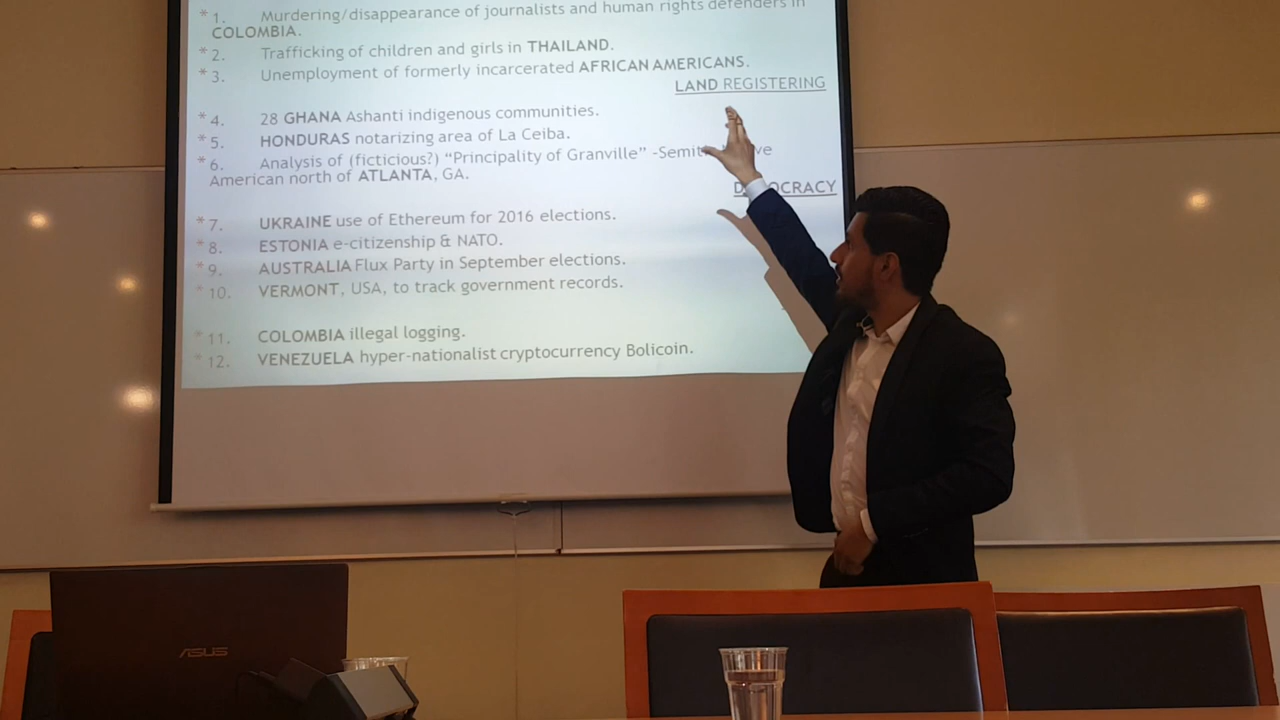 * 1. Murdering/disappearance of journalists and human rights defenders in
COLOMBIA.
* 2. Trafficking of children and girls in THAILAND.
* 3. Unemployment of formerly incarcerated AFRICAN AMERICANS.
LAND REGISTERING
* 4. 28 GHANA Ashanti indigenous communities.
* 5. HONDURAS notarizing area of La Ceiba.
* 6. Analysis of (ficticious?) “Principality of Granville” -Semit
American north of ATLANTA, GA.
* 7. UKRAINE use of Ethereum for 2016 elections.
* 8. ESTONIA e-citizenship & NATO.
* 9. AUSTRALIA Flux Party in September elections.
* 10. VERMONT, USA, to track government records.
* 11. COLOMBIA illegal logging.
* 12. VENEZUELA hyper-nationalist cryptocurrency Bolicoin.
ASUS